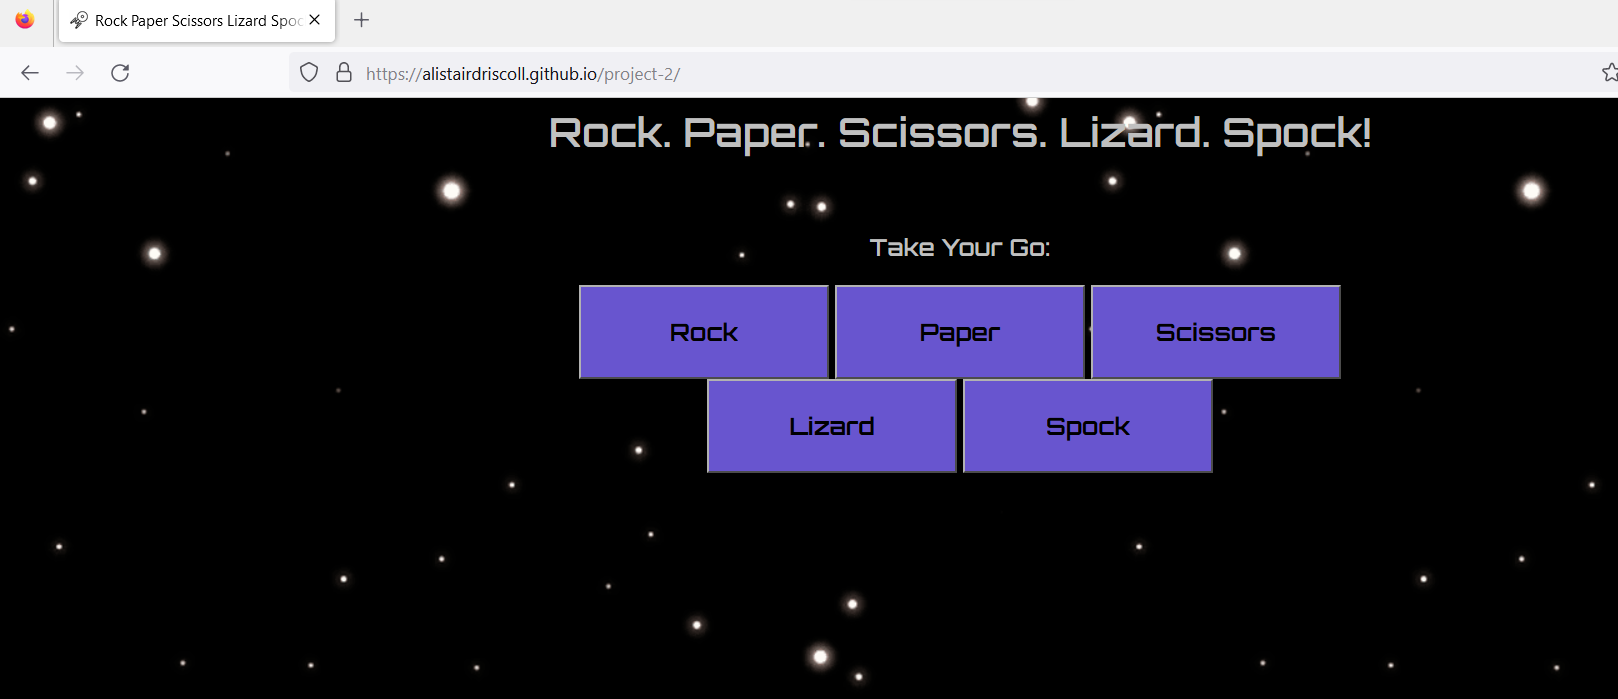 Rock Paper Scissors Lizard Spoc
https://alistairdriscoll.github.io/project-2/
Rock. Paper. Scissors. Lizard. Spock!
Take Your Go:
Rock
Paper
Scissors
Lizard
Spock